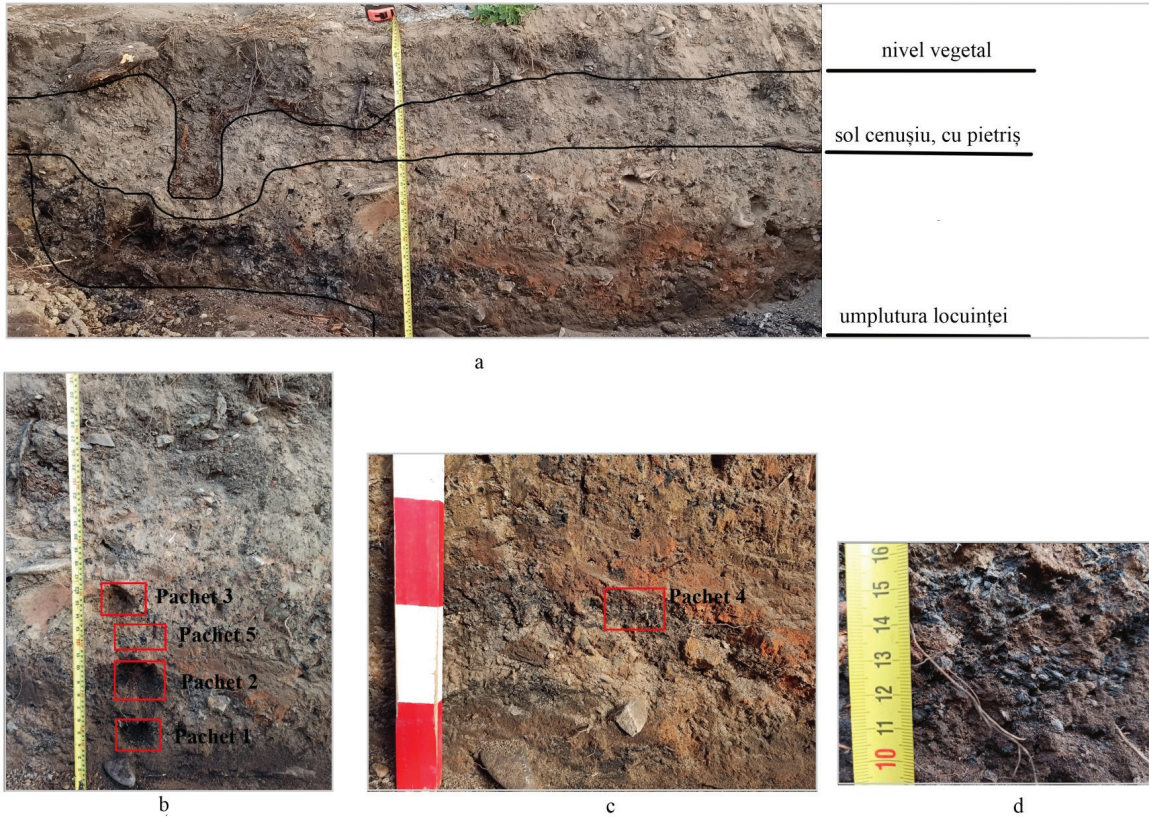 nivel vegetal
sol cenușiu, cu pietriș
umplutura locuinței
a
Pachet 3
Pachet 5
Pachet 2
Pachet 1
b
Pachet 4
c
16
15
14
13
12
11
10
d